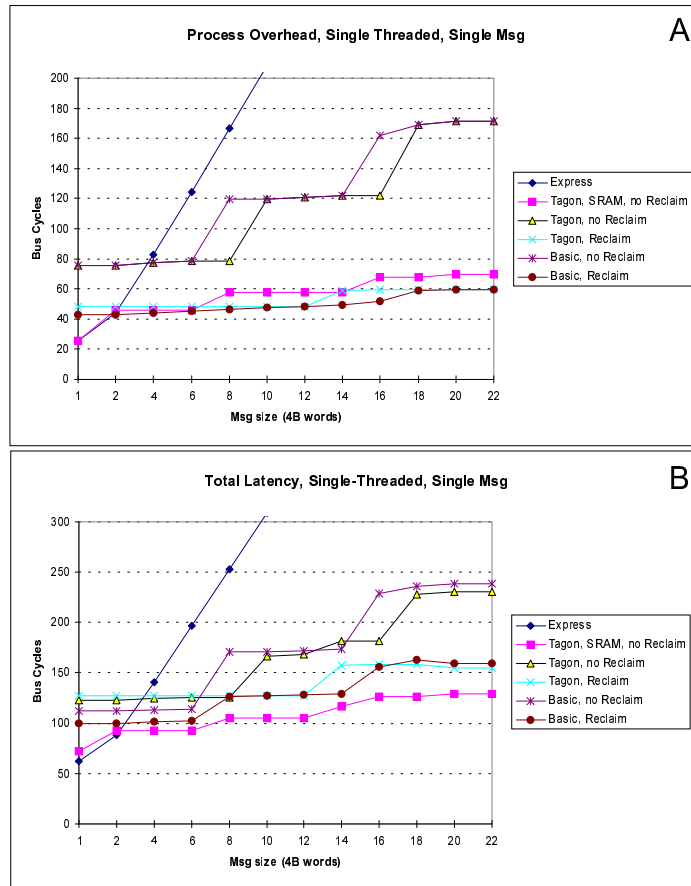 A
Process Overhead, Single Threaded, Single Msg
200
180
160
140
120
100
80
60
40
20
0
Bus Cycles
1 2 4 6 8 10 12 14 16 18 20 22
Msg size (4B words)
Express
Tagon, SRAM, no Reclaim
Tagon, no Reclaim
Tagon, Reclaim
Basic, no Reclaim
Basic, Reclaim
B
Total Latency, Single-Threaded, Single Msg
300
250
200
150
100
50
0
Bus Cycles
1 2 4 6 8 10 12 14 16 18 20 22
Msg size (4B words)
Express
Tagon, SRAM, no Reclaim
Tagon, no Reclaim
Tagon, Reclaim
Basic, no Reclaim
Basic, Reclaim